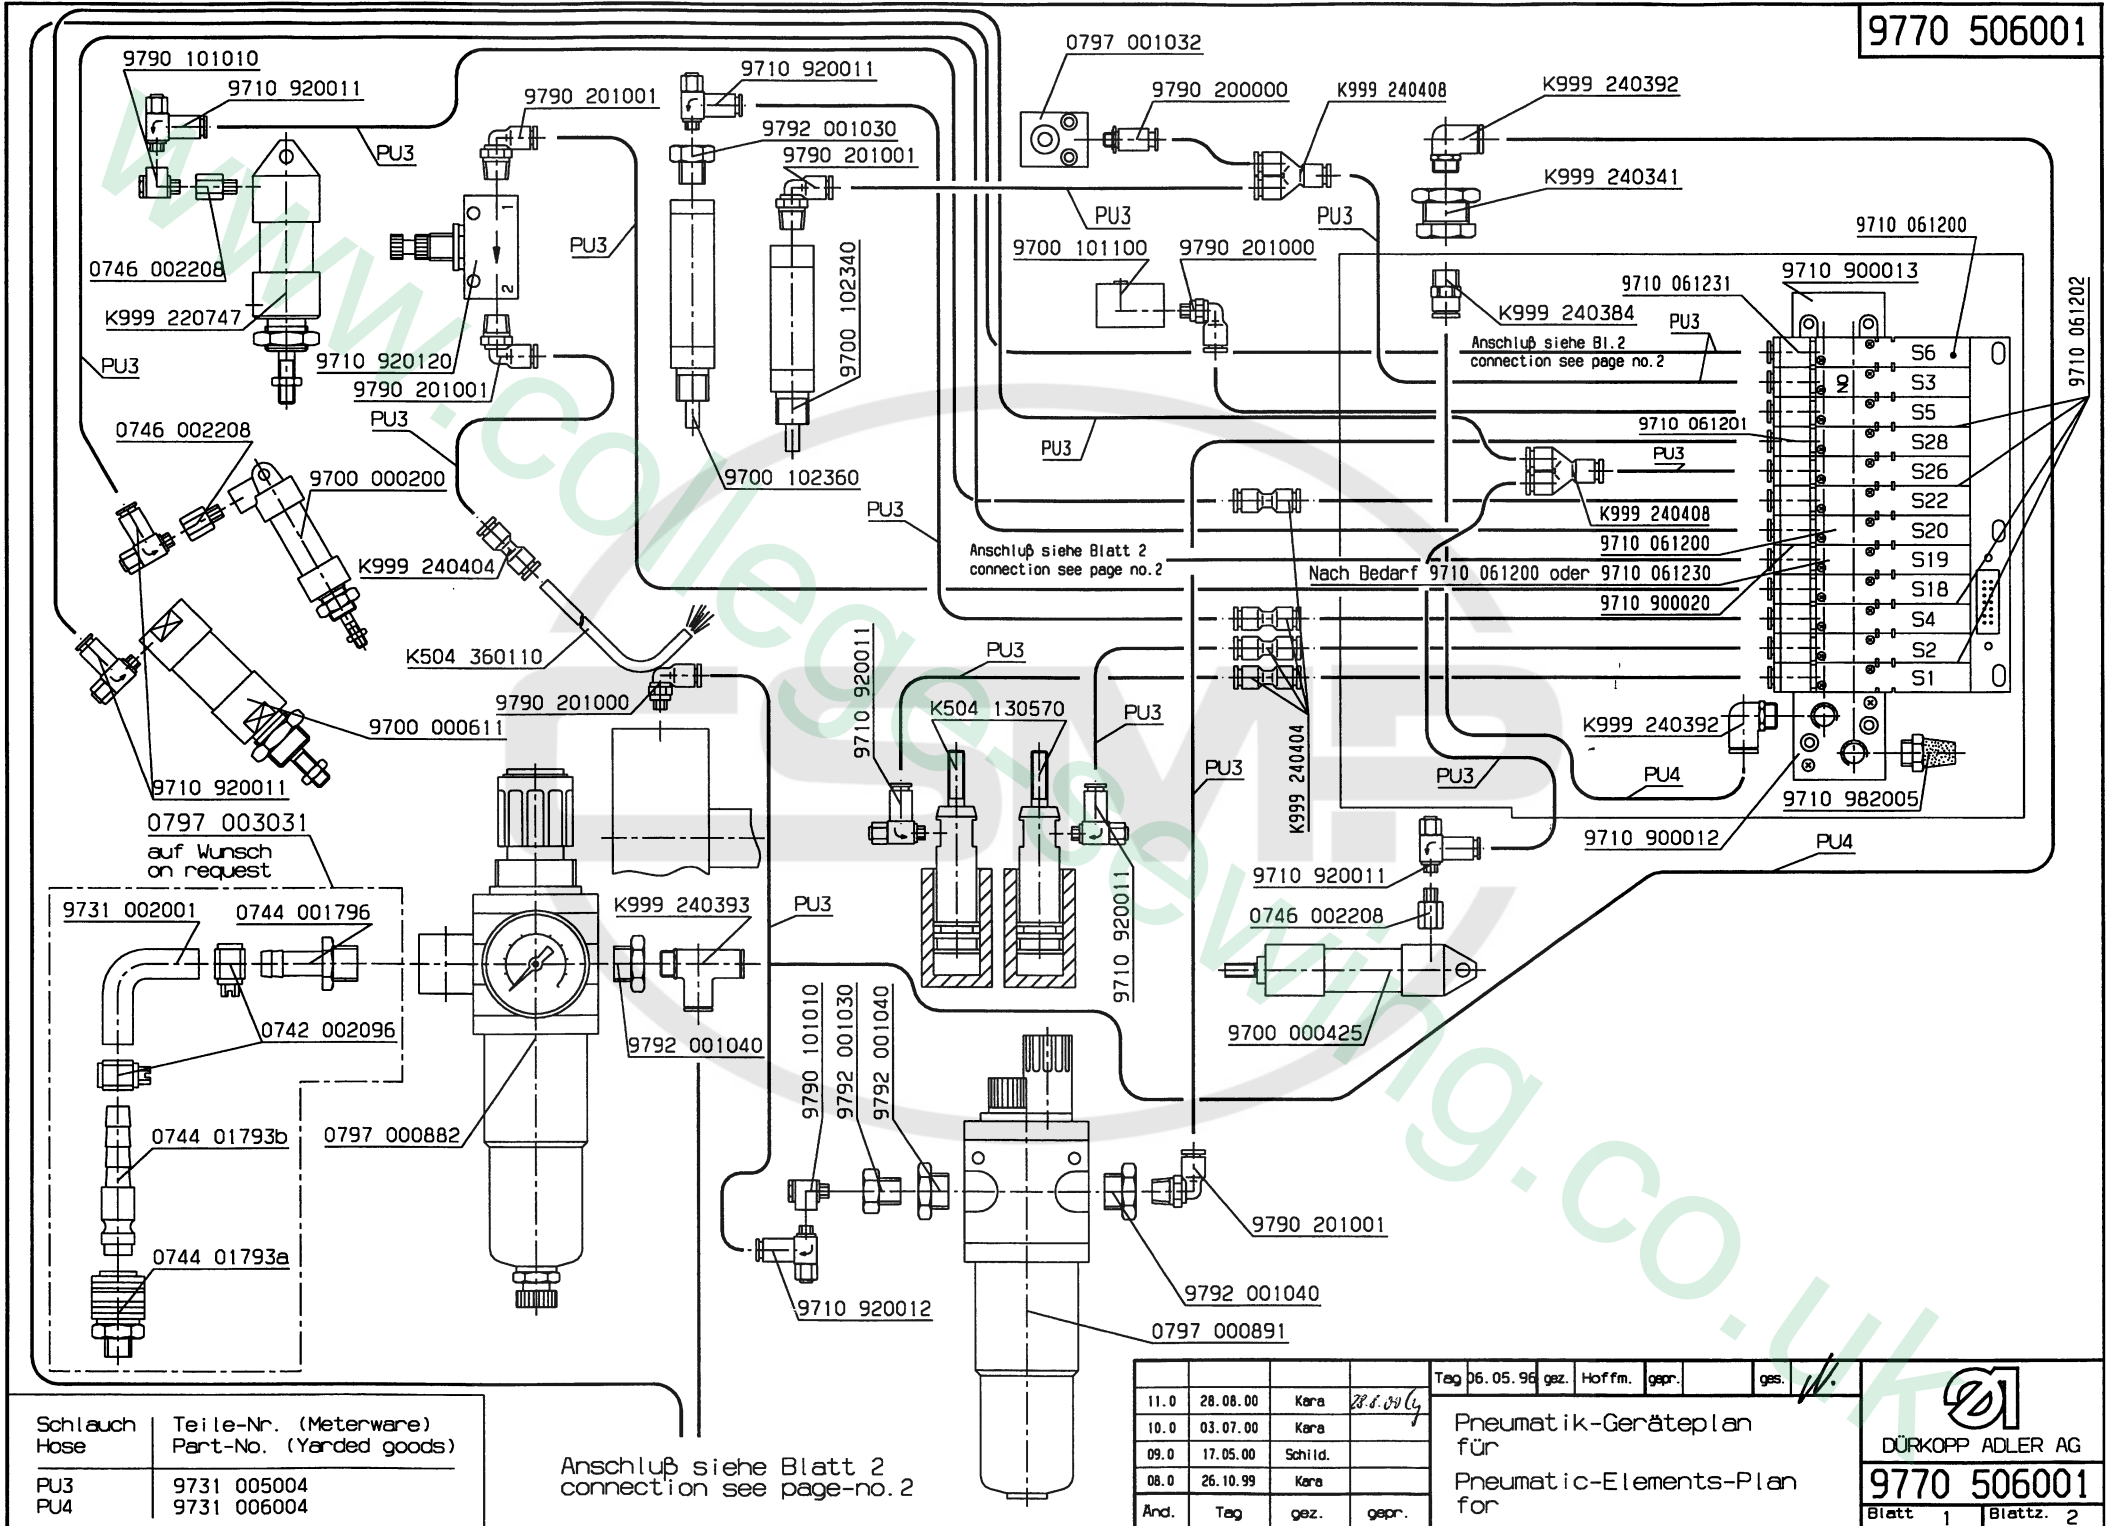 9770 506001
0797 001032
9790 101010
9710 920011
9790 201001
9710 920011
9790 200000
K999 240408
K999 240392
9792 001030
PU3
9790 201001
K999 240341
PU3
PU3
9710 061200
0746 002208
PU3
9700 101100
9790 201000
9710 061231
9710 900013
9710 061202
K999 220747
1
2
9700 102340
K999 240384
PU3
PU3
9710 920120
9790 201001
Anschluß siehe Bl.2
connection see page no.2
S6
S3
S5
S28
S26
S22
S20
S19
S18
S4
S2
S1
NO
0746 002208
PU3
PU3
9710 061201
PU3
9700 000200
9700 102360
PU3
K999 240408
K999 240404
Anschluß siehe Blatt 2
connection see page no.2
9710 061200
Nach Bedarf 9710 061200 oder 9710 061230
9710 900020
K504 360110
9710 920011
PU3
9790 201000
K504 130570
PU3
K999 240404
K999 240392
9700 000611
PU3
PU3
PU4
9710 982005
9710 920011
0797 003031
auf Wunsch
on request
9710 900012
PU4
9710 920011
9710 920011
9731 002001
0744 001796
K999 240393
PU3
0746 002208
0742 002096
9792 001040
9790 101010
9792 001030
9792 001040
9700 000425
0744 01793b
0797 000882
9790 201001
0744 01793a
9710 920012
9792 001040
0797 000891
Schlauch Teile-Nr. (Meterware)
Hose Part-No. (Yarded goods)
PU3 9731 005004
PU4 9731 006004
Anschluß siehe Blatt 2
connection see page-no.2
Tag 06.05.96 gez. Hoffm. gepr. ges.
11.0 28.08.00 Kara
10.0 03.07.00 Kara
09.0 17.05.00 Schild.
08.0 26.10.99 Kara
Änd. Tag gez. gepr.
Pneumatik-Geräteplan
für
Pneumatic-Elements-Plan
for
DÜRKOPP ADLER AG
9770 506001
Blatt 1 Blattz. 2
www.college-sewing.co.uk